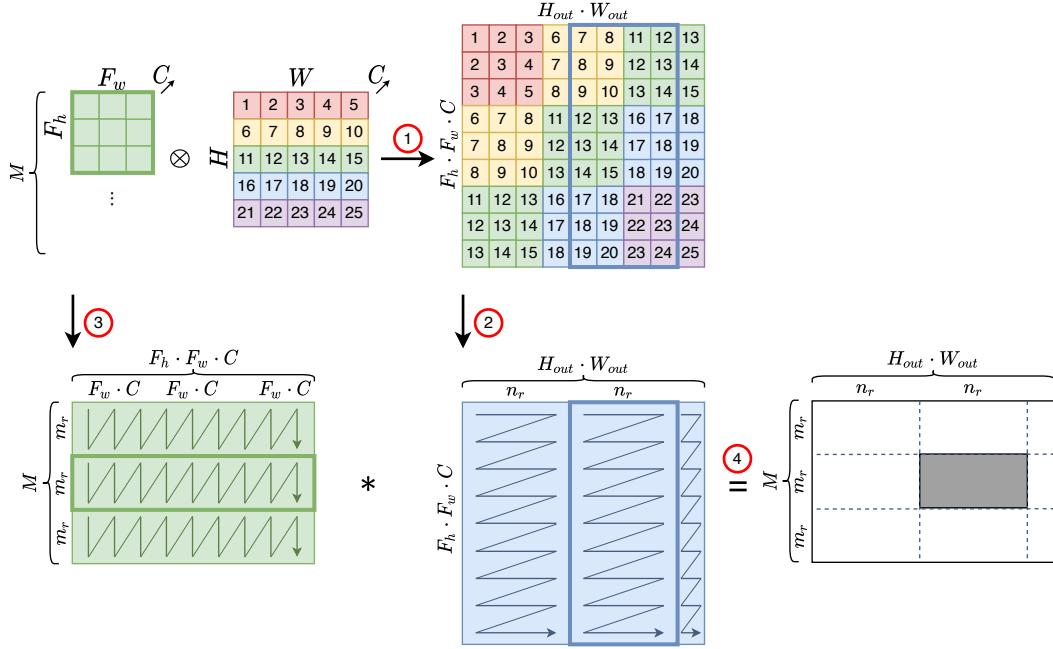 H_out · W_out
F_h · F_w · C
1 2 3 6 7 8 11 12 13
2 3 4 7 8 9 12 13 14
3 4 5 8 9 10 13 14 15
6 7 8 11 12 13 16 17 18
7 8 9 12 13 14 17 18 19
8 9 10 13 14 15 18 19 20
11 12 13 16 17 18 21 22 23
12 13 14 17 18 19 22 23 24
13 14 15 18 19 20 23 24 25
F_w
C
M
F_h
⋮
⊗
W
C
H
1 2 3 4 5
6 7 8 9 10
11 12 13 14 15
16 17 18 19 20
21 22 23 24 25
1
3
2
F_h · F_w · C
F_w · C F_w · C F_w · C
M
m_r
m_r
m_r
*
H_out · W_out
n_r n_r
F_h · F_w · C
4
=
H_out · W_out
n_r n_r
M
m_r
m_r
m_r